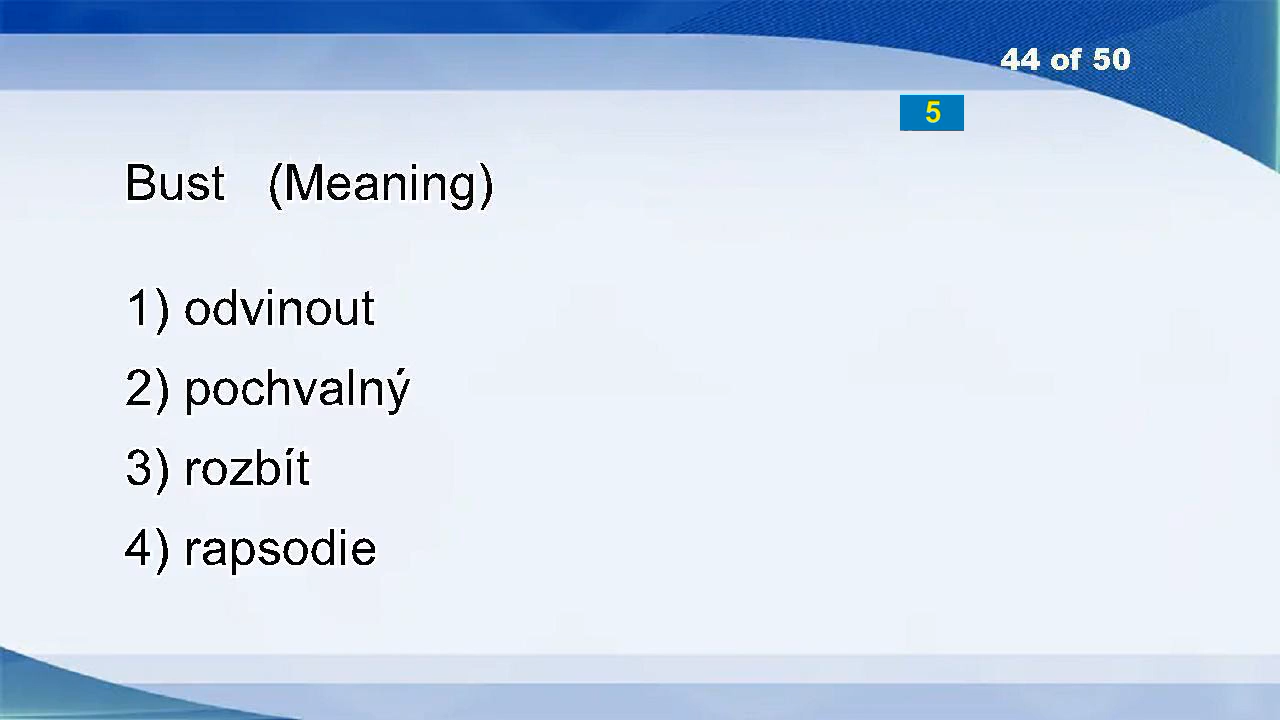 44 of 50
5
Bust (Meaning)
1) odvinout
2) pochvalný
3) rozbít
4) rapsodie